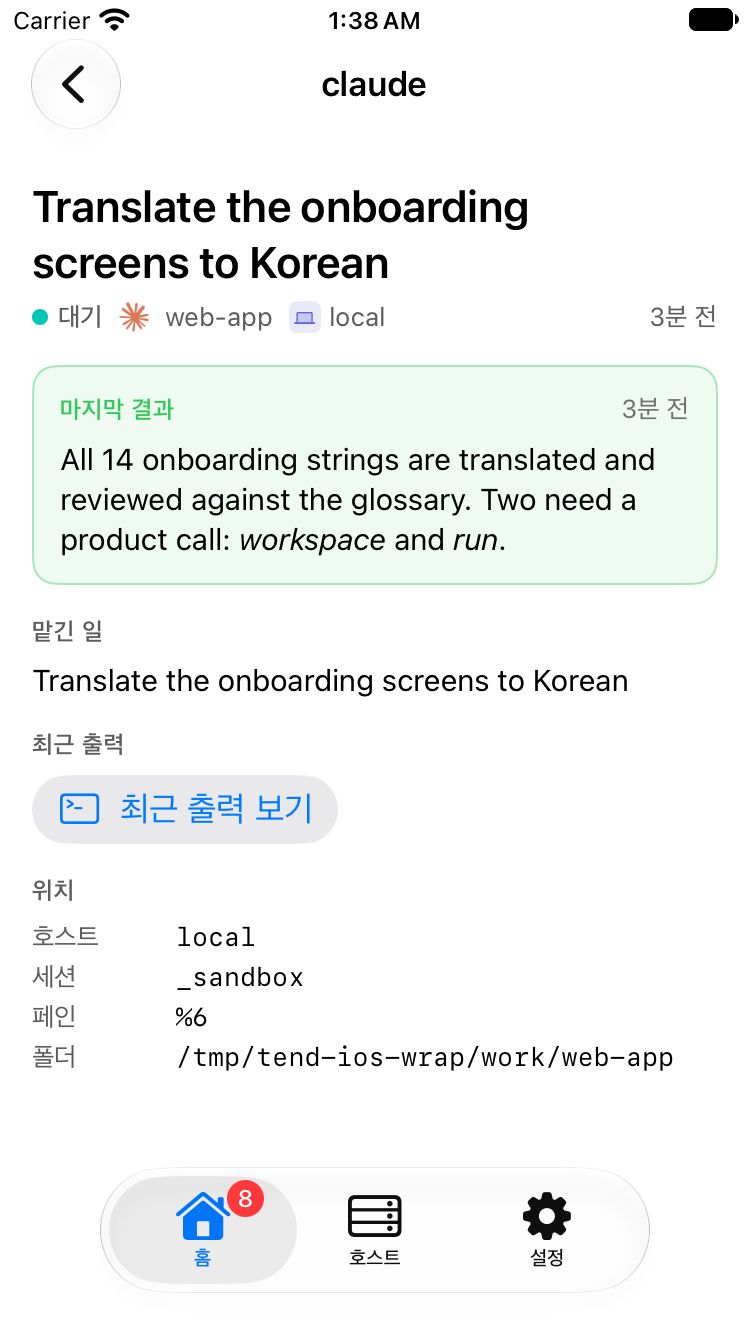 Carrier 1:38 AM
claude
Translate the onboarding
screens to Korean
대기 web-app local 3분 전
마지막 결과 3분 전
All 14 onboarding strings are translated and
reviewed against the glossary. Two need a
product call: workspace and run.
맡긴 일
Translate the onboarding screens to Korean
최근 출력
최근 출력 보기
위치
호스트 local
세션 _sandbox
페인 %6
폴더 /tmp/tend-ios-wrap/work/web-app
8
홈 호스트 설정